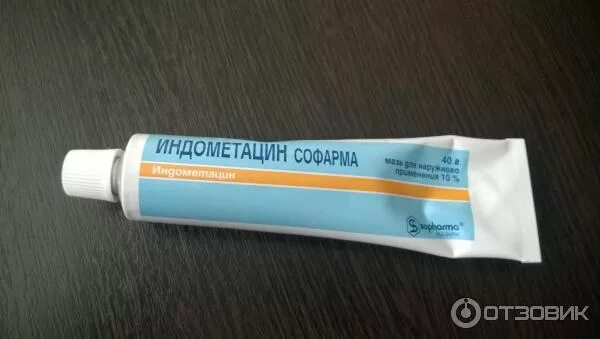 ИНДОМЕТАЦИН СОФАРМА
Индометацин
40 г
мазь для наружного
применения 10 %
sopharma
ОТЗОВИК